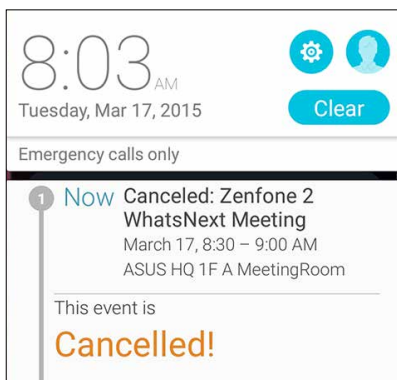 8:03 AM
Tuesday, Mar 17, 2015
Clear
Emergency calls only
1 Now Canceled: Zenfone 2
WhatsNext Meeting
March 17, 8:30 – 9:00 AM
ASUS HQ 1F A MeetingRoom
This event is
Cancelled!